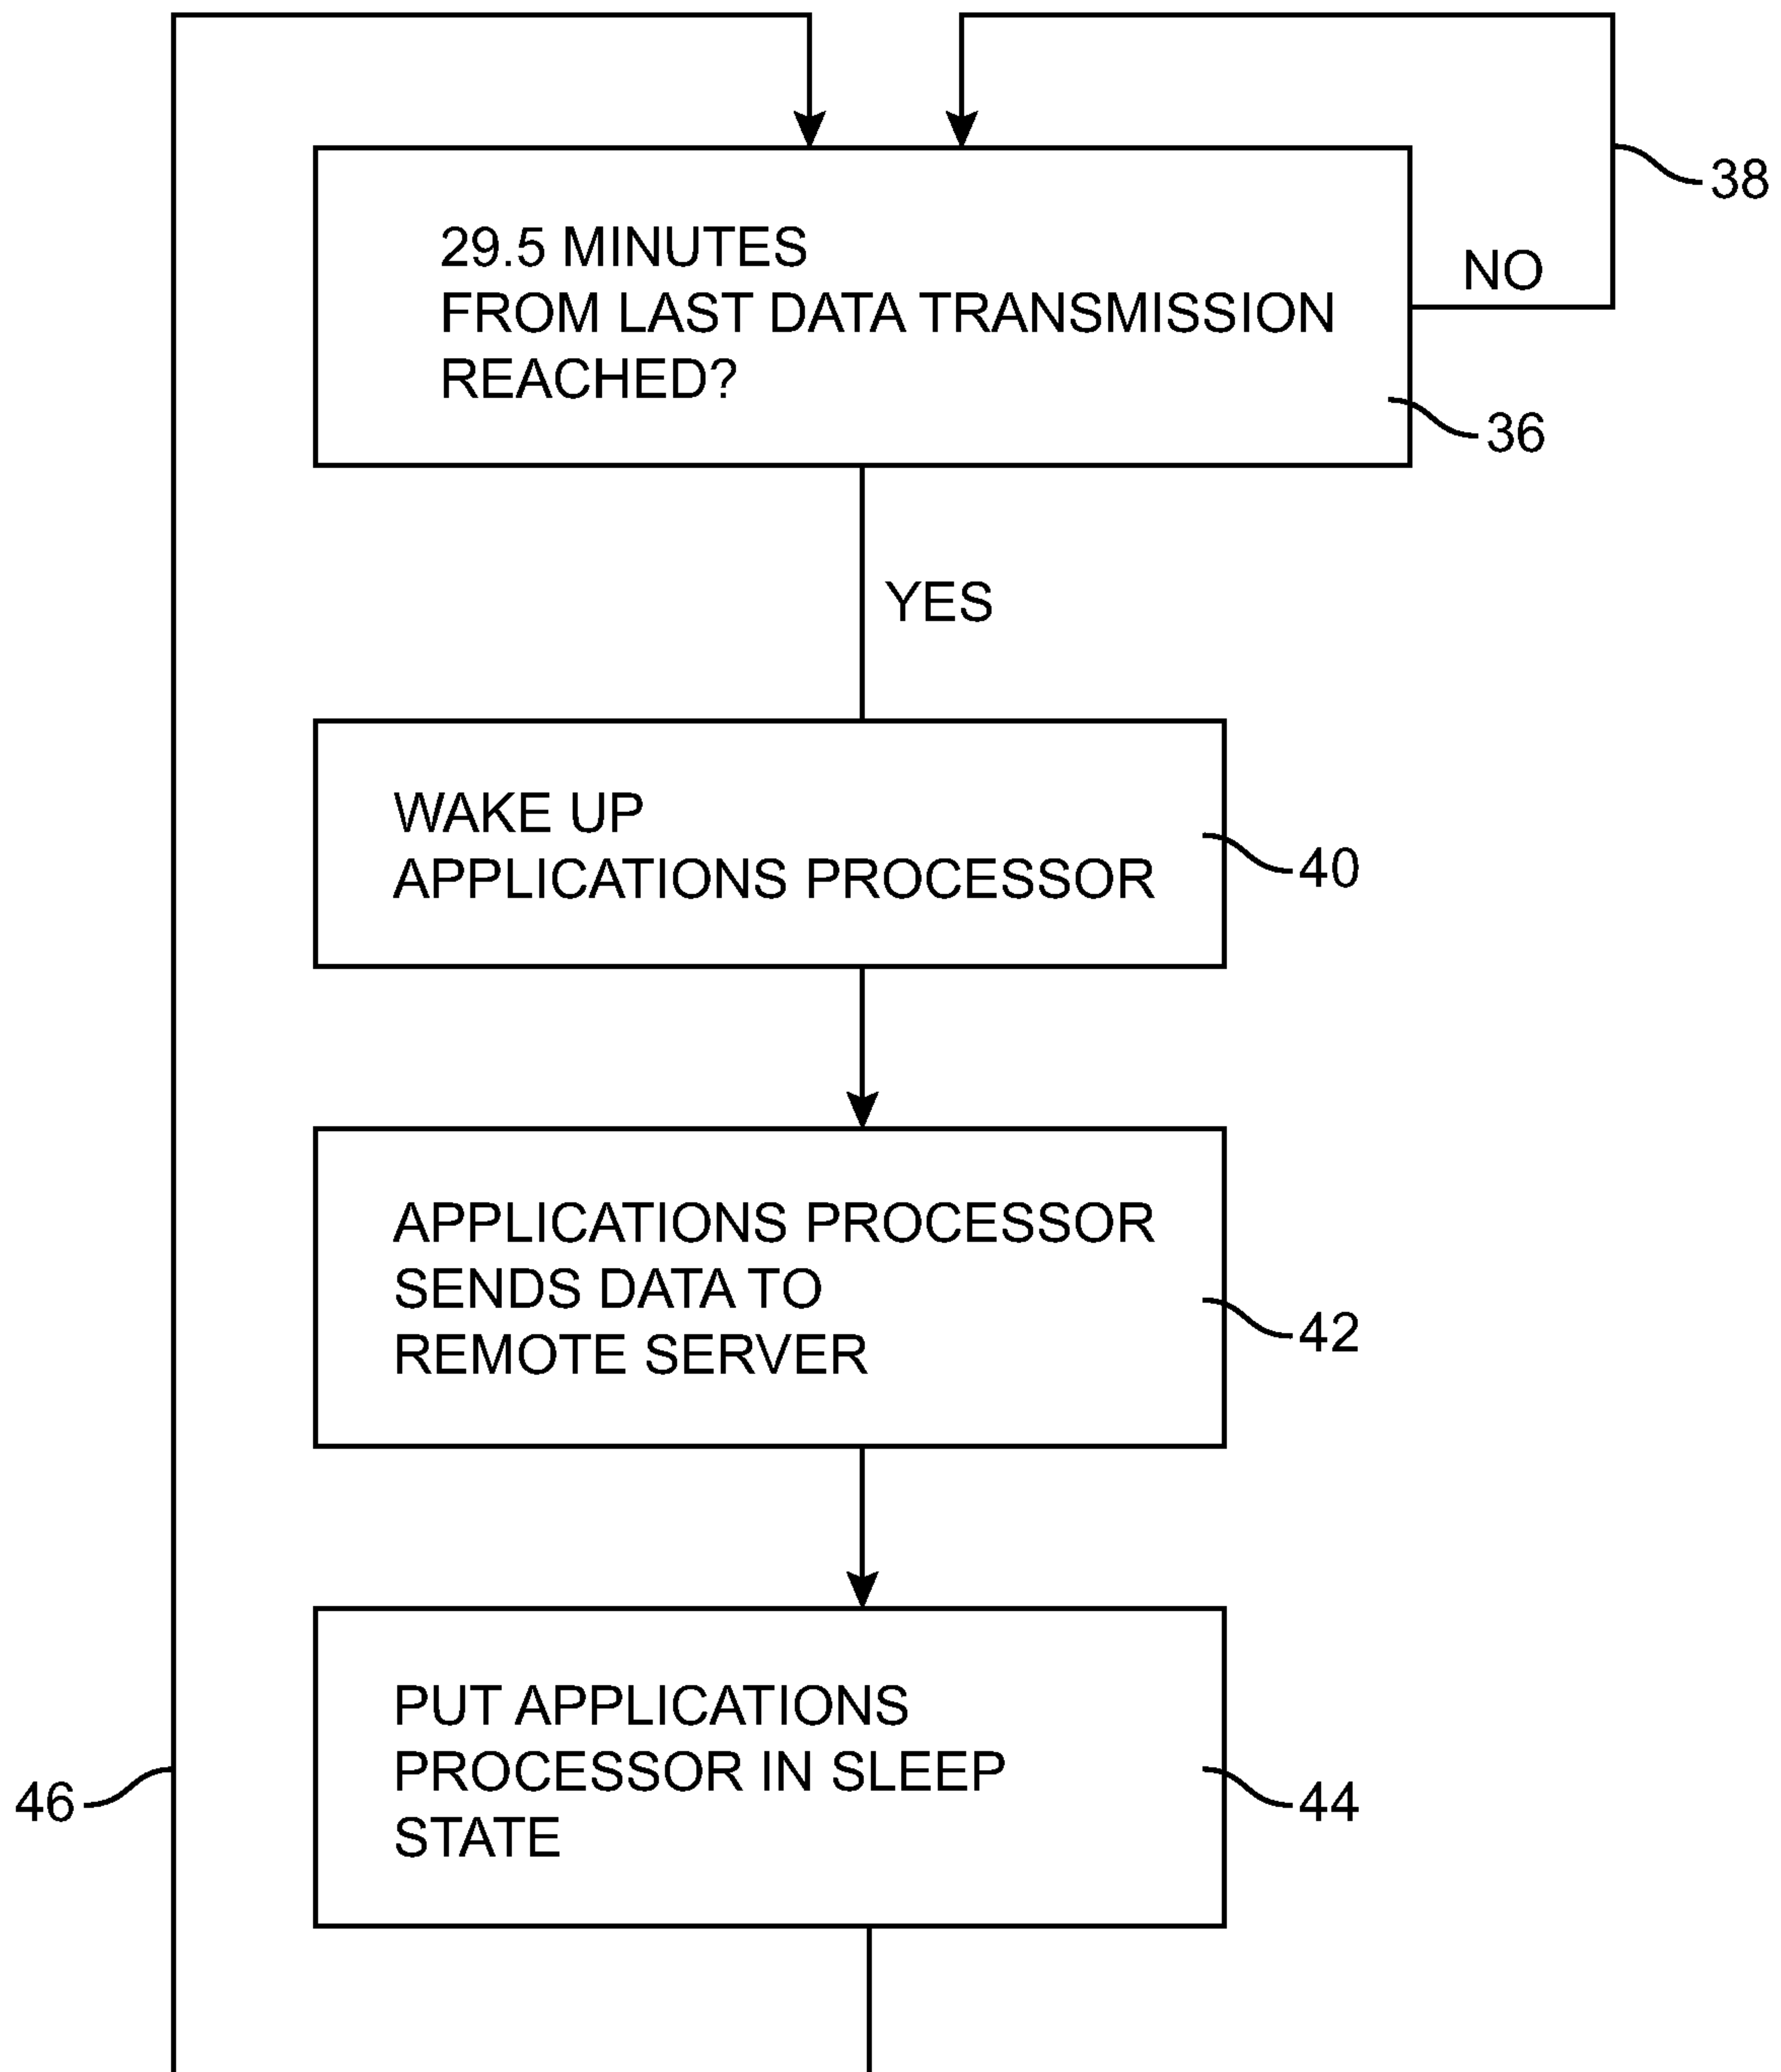 29.5 MINUTES
FROM LAST DATA TRANSMISSION
REACHED?
NO
38
36
YES
WAKE UP
APPLICATIONS PROCESSOR
40
APPLICATIONS PROCESSOR
SENDS DATA TO
REMOTE SERVER
42
PUT APPLICATIONS
PROCESSOR IN SLEEP
STATE
44
46